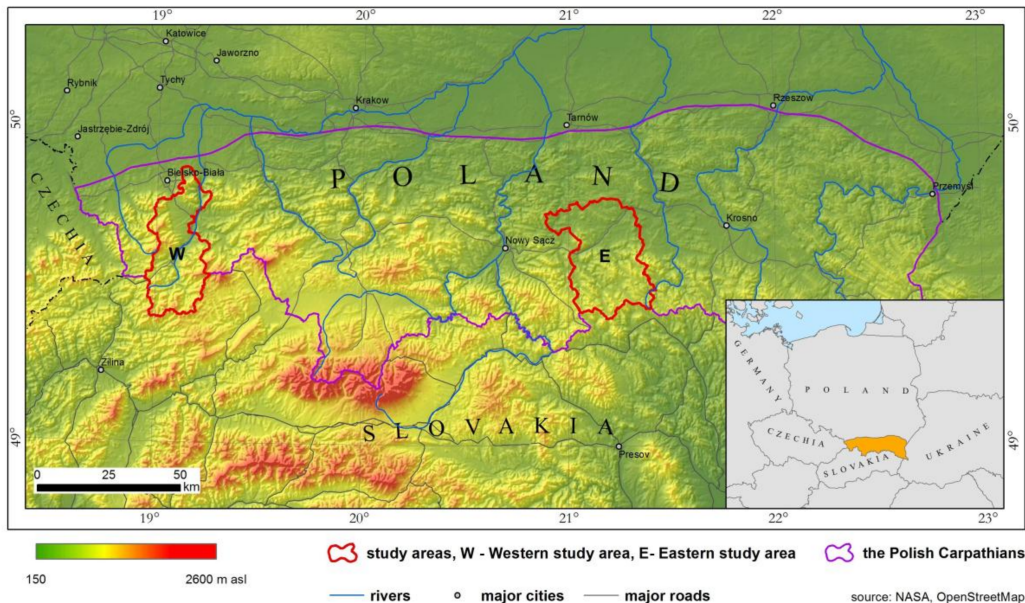 19°
20°
21°
22°
23°
Katowice
Jaworzno
Rybnik
Tychy
Krakow
Rzeszow
50°
50°
Jastrzębie-Zdrój
Tarnów
Bielsko-Biała
POLAND
Przemyśl
CZECHIA
Krosno
W
Nowy Sącz
E
Zilina
GERMANY
POLAND
49°
SLOVAKIA
49°
Presov
CZECHIA
UKRAINE
SLOVAKIA
0 25 50
km
19°
20°
21°
22°
23°
study areas, W - Western study area, E- Eastern study area
the Polish Carpathians
150
2600 m asl
rivers
major cities
major roads
source: NASA, OpenStreetMap